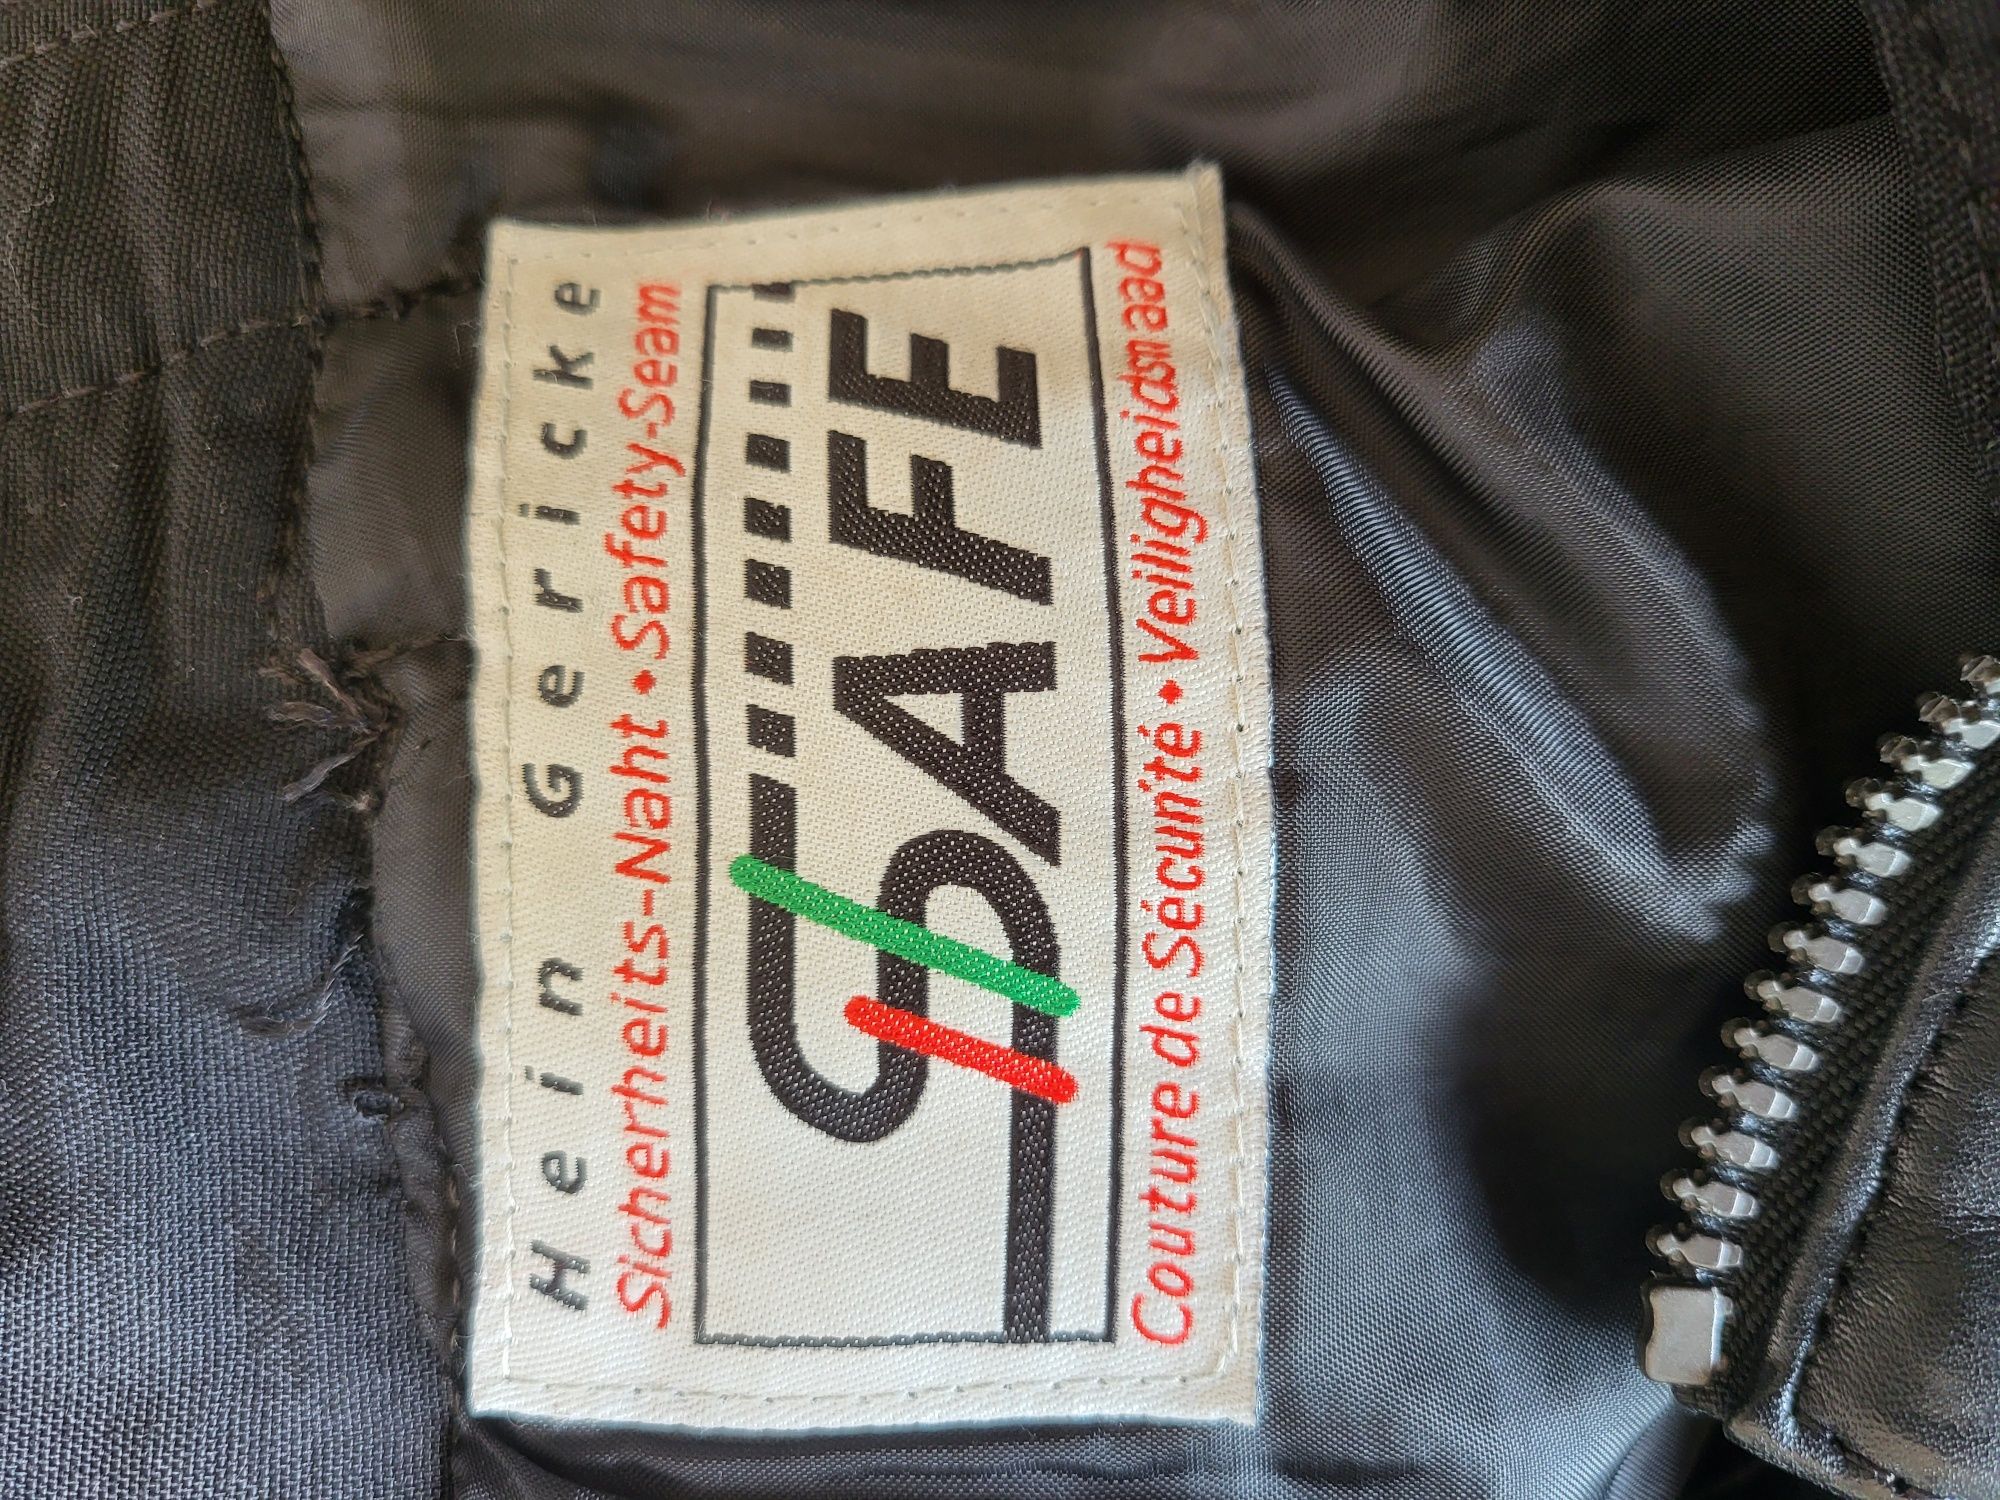 Hein Gericke
Sicherheits-Naht • Safety-Seam
SAFE
Couture de Sécurité • Veiligheidsnaad